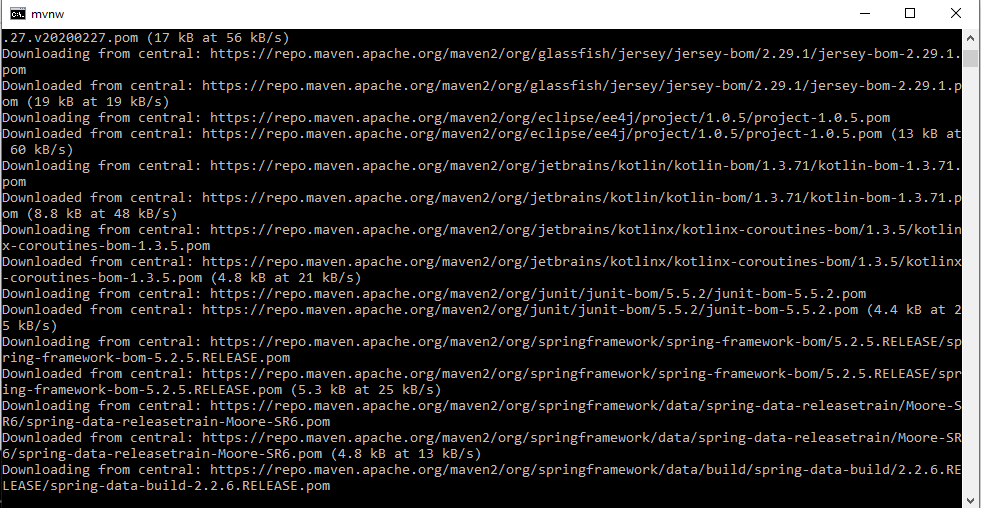 mvnw
.27.v20200227.pom (17 kB at 56 kB/s)
Downloading from central: https://repo.maven.apache.org/maven2/org/glassfish/jersey/jersey-bom/2.29.1/jersey-bom-2.29.1.
pom
Downloaded from central: https://repo.maven.apache.org/maven2/org/glassfish/jersey/jersey-bom/2.29.1/jersey-bom-2.29.1.p
om (19 kB at 19 kB/s)
Downloading from central: https://repo.maven.apache.org/maven2/org/eclipse/ee4j/project/1.0.5/project-1.0.5.pom
Downloaded from central: https://repo.maven.apache.org/maven2/org/eclipse/ee4j/project/1.0.5/project-1.0.5.pom (13 kB at
 60 kB/s)
Downloading from central: https://repo.maven.apache.org/maven2/org/jetbrains/kotlin/kotlin-bom/1.3.71/kotlin-bom-1.3.71.
pom
Downloaded from central: https://repo.maven.apache.org/maven2/org/jetbrains/kotlin/kotlin-bom/1.3.71/kotlin-bom-1.3.71.p
om (8.8 kB at 48 kB/s)
Downloading from central: https://repo.maven.apache.org/maven2/org/jetbrains/kotlinx/kotlinx-coroutines-bom/1.3.5/kotlin
x-coroutines-bom-1.3.5.pom
Downloaded from central: https://repo.maven.apache.org/maven2/org/jetbrains/kotlinx/kotlinx-coroutines-bom/1.3.5/kotlinx
-coroutines-bom-1.3.5.pom (4.8 kB at 21 kB/s)
Downloading from central: https://repo.maven.apache.org/maven2/org/junit/junit-bom/5.5.2/junit-bom-5.5.2.pom
Downloaded from central: https://repo.maven.apache.org/maven2/org/junit/junit-bom/5.5.2/junit-bom-5.5.2.pom (4.4 kB at 2
5 kB/s)
Downloading from central: https://repo.maven.apache.org/maven2/org/springframework/spring-framework-bom/5.2.5.RELEASE/sp
ring-framework-bom-5.2.5.RELEASE.pom
Downloaded from central: https://repo.maven.apache.org/maven2/org/springframework/spring-framework-bom/5.2.5.RELEASE/spr
ing-framework-bom-5.2.5.RELEASE.pom (5.3 kB at 25 kB/s)
Downloading from central: https://repo.maven.apache.org/maven2/org/springframework/data/spring-data-releasetrain/Moore-S
R6/spring-data-releasetrain-Moore-SR6.pom
Downloaded from central: https://repo.maven.apache.org/maven2/org/springframework/data/spring-data-releasetrain/Moore-SR
6/spring-data-releasetrain-Moore-SR6.pom (4.8 kB at 13 kB/s)
Downloading from central: https://repo.maven.apache.org/maven2/org/springframework/data/build/spring-data-build/2.2.6.RE
LEASE/spring-data-build-2.2.6.RELEASE.pom